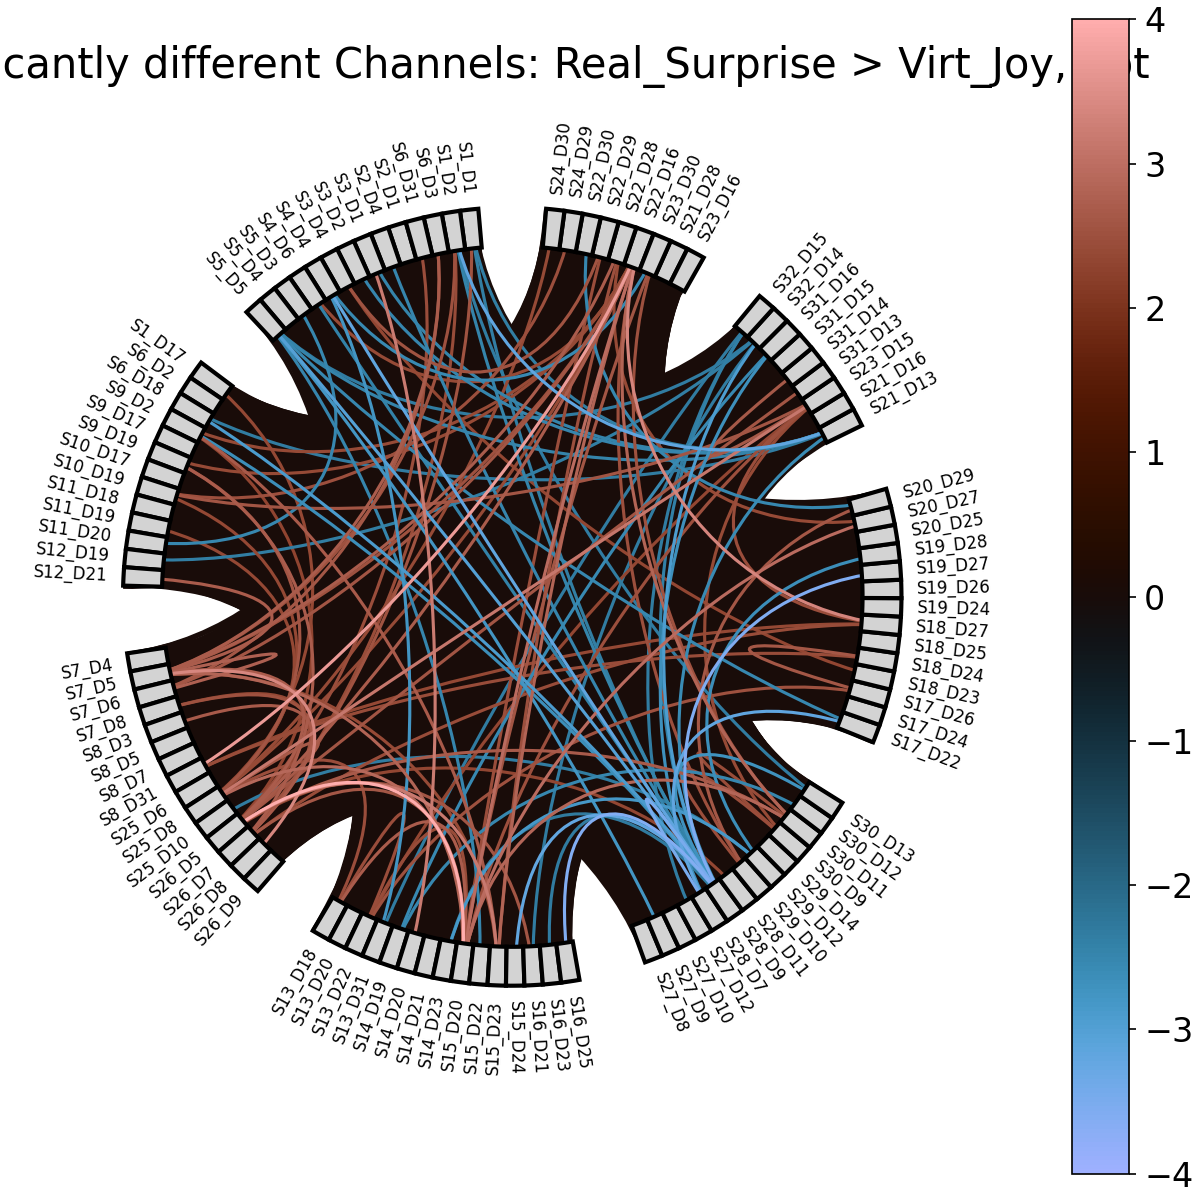 cantly different Channels: Real_Surprise > Virt_Joy,
4
3
2
1
0
−1
−2
−3
−4
S1_D1
S1_D2
S6_D3
S6_D31
S2_D1
S2_D4
S3_D1
S3_D2
S3_D4
S4_D4
S4_D6
S5_D3
S5_D4
S5_D5
S1_D17
S6_D2
S6_D18
S9_D2
S9_D17
S9_D19
S10_D17
S10_D19
S11_D18
S11_D19
S11_D20
S12_D19
S12_D21
S7_D4
S7_D5
S7_D6
S7_D8
S8_D3
S8_D5
S8_D7
S8_D31
S25_D6
S25_D8
S25_D10
S26_D5
S26_D7
S26_D8
S26_D9
S13_D18
S13_D20
S13_D22
S13_D31
S14_D19
S14_D20
S14_D21
S14_D23
S15_D20
S15_D22
S15_D23
S15_D24
S16_D21
S16_D23
S16_D25
S27_D8
S27_D9
S27_D10
S27_D12
S28_D7
S28_D9
S28_D11
S29_D10
S29_D12
S29_D14
S30_D9
S30_D11
S30_D12
S30_D13
S17_D22
S17_D24
S17_D26
S18_D23
S18_D24
S18_D25
S18_D27
S19_D24
S19_D26
S19_D27
S19_D28
S20_D25
S20_D27
S20_D29
S21_D13
S21_D16
S23_D15
S31_D13
S31_D14
S31_D15
S31_D16
S32_D14
S32_D15
S23_D16
S21_D28
S23_D30
S22_D16
S22_D28
S22_D29
S22_D30
S24_D29
S24_D30